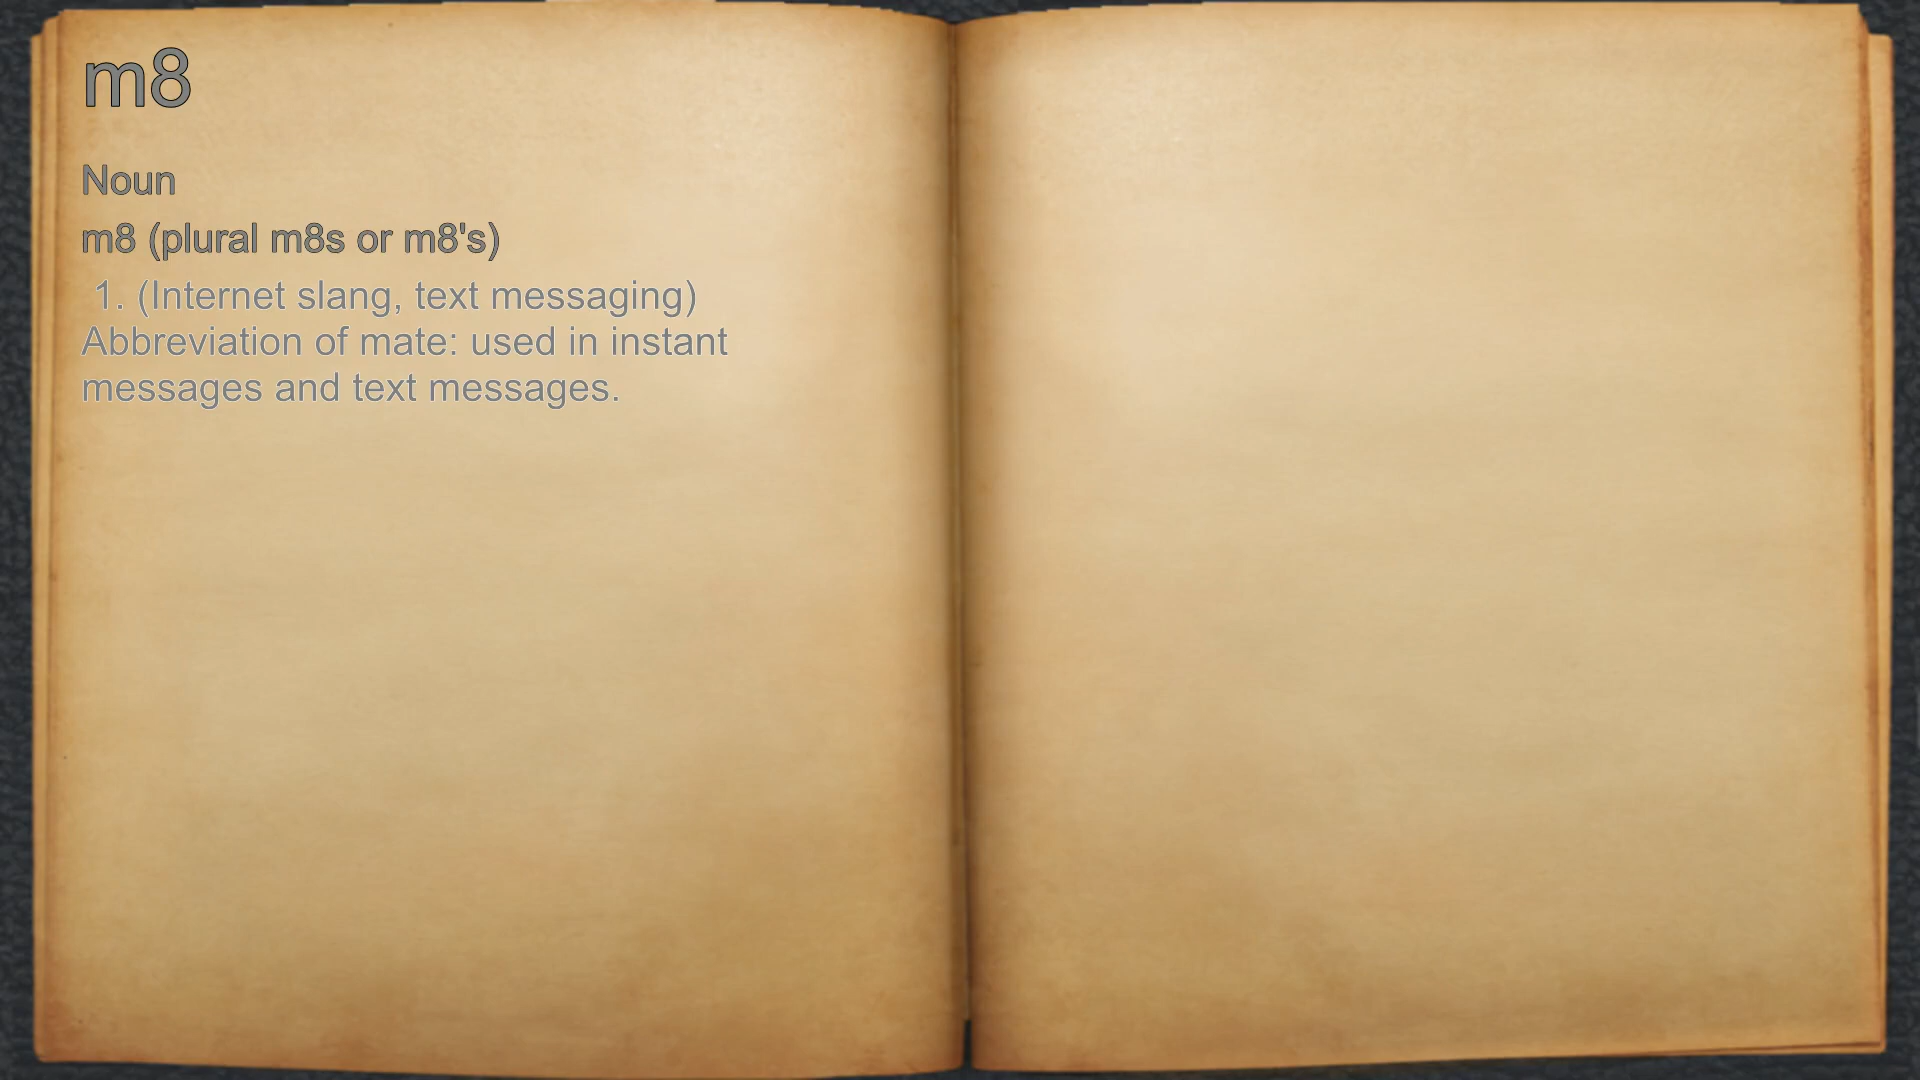 m8
Noun
m8 (plural m8s or m8's)
1. (Internet slang, text messaging)
Abbreviation of mate: used in instant
messages and text messages.